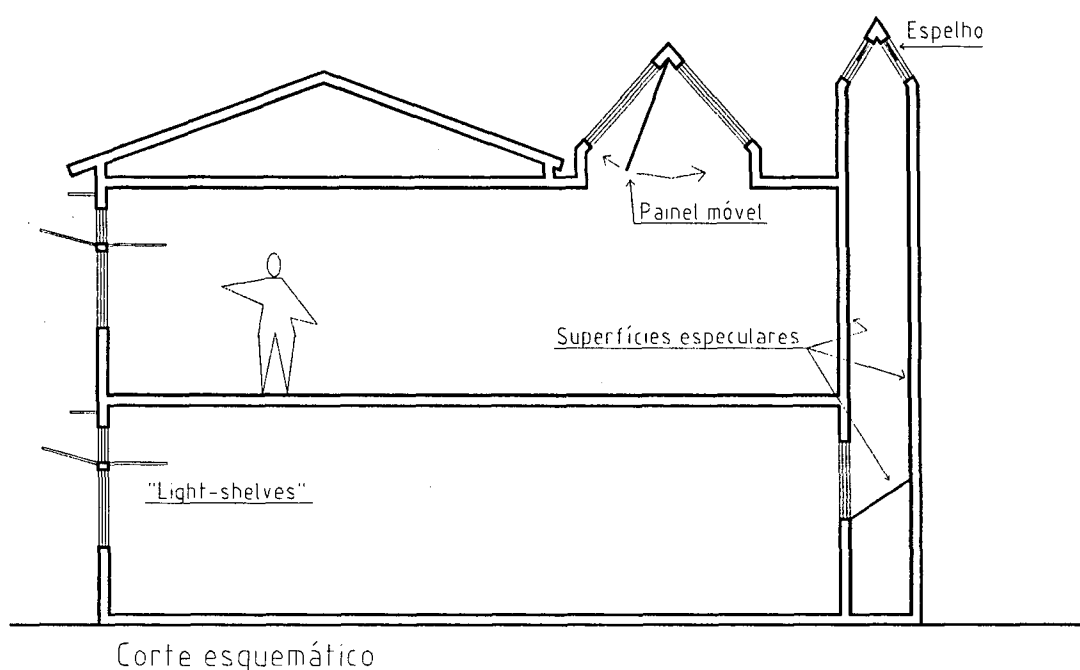 Espelho
Painel móvel
Superfícies especulares
"Light-shelves"
Corte esquemático